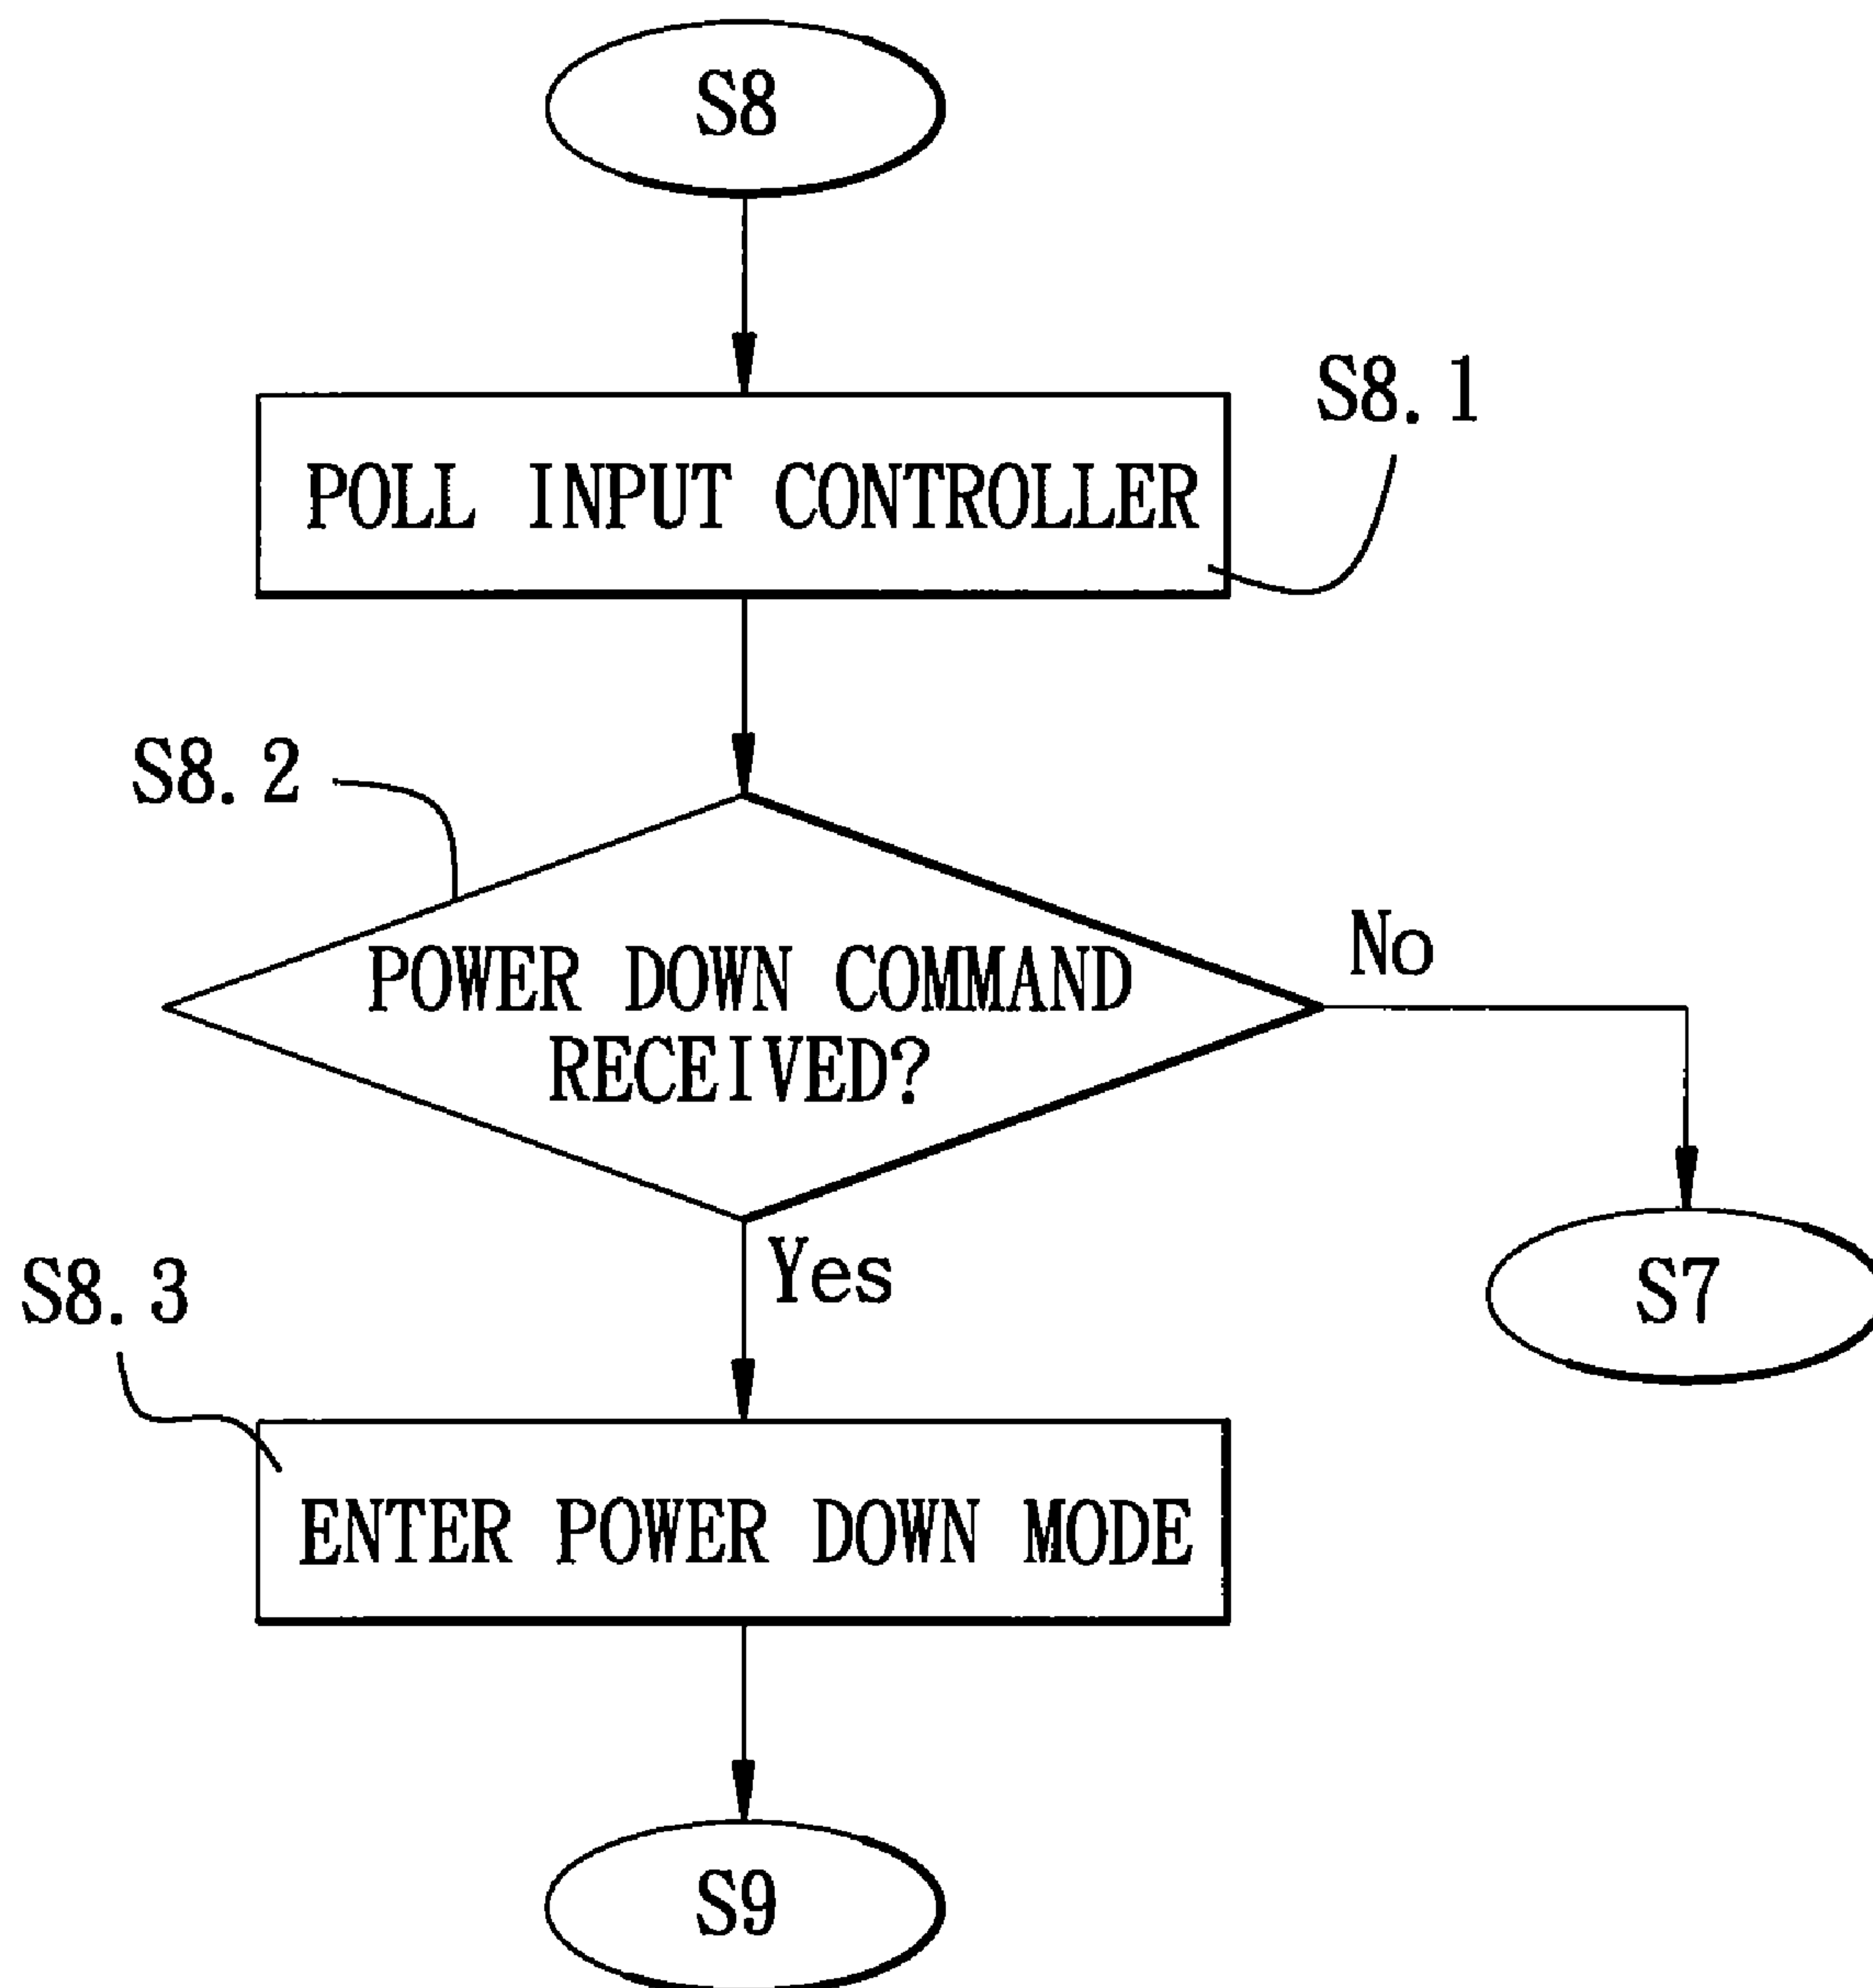 S8
POLL INPUT CONTROLLER
S8.1
S8.2
POWER DOWN COMMAND
RECEIVED?
No
Yes
S7
S8.3
ENTER POWER DOWN MODE
S9